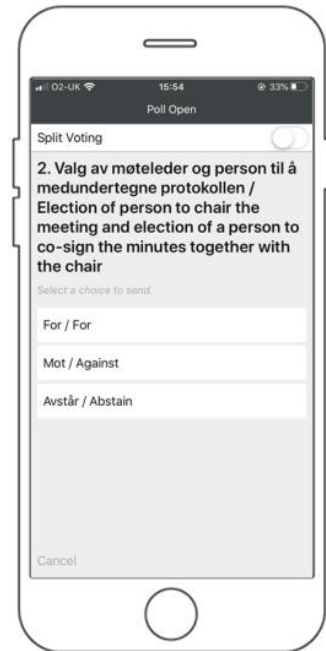 O2-UK 15:54 33%
Poll Open
Split Voting
2. Valg av møteleder og person til å
medundertegne protokollen /
Election of person to chair the
meeting and election of a person to
co-sign the minutes together with
the chair
Select a choice to send.
For / For
Mot / Against
Avstår / Abstain
Cancel